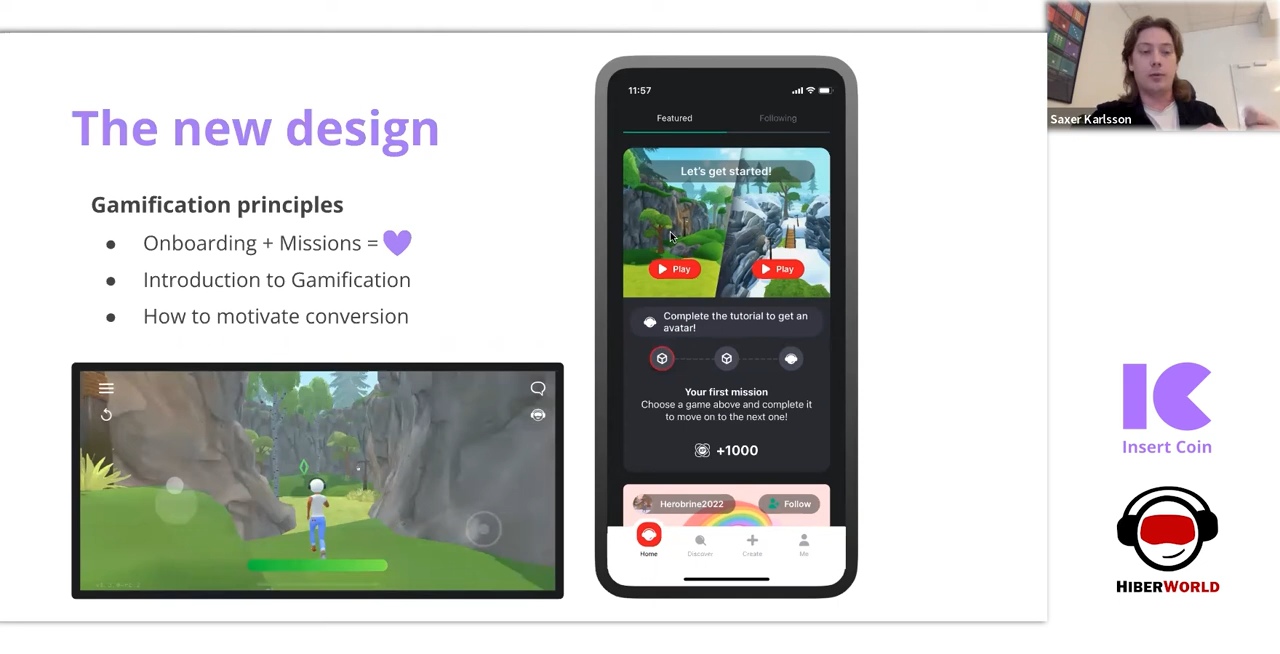 The new design
Gamification principles
Onboarding + Missions =
Introduction to Gamification
How to motivate conversion
11:57
Featured
Following
Let's get started!
Play
Play
Complete the tutorial to get an
avatar!
Your first mission
Choose a game above and complete it
to move on to the next one!
+1000
Herobrine2022
Follow
Home
Discover
Create
Me
Saxer Karlsson
IC
Insert Coin
HIBERWORLD